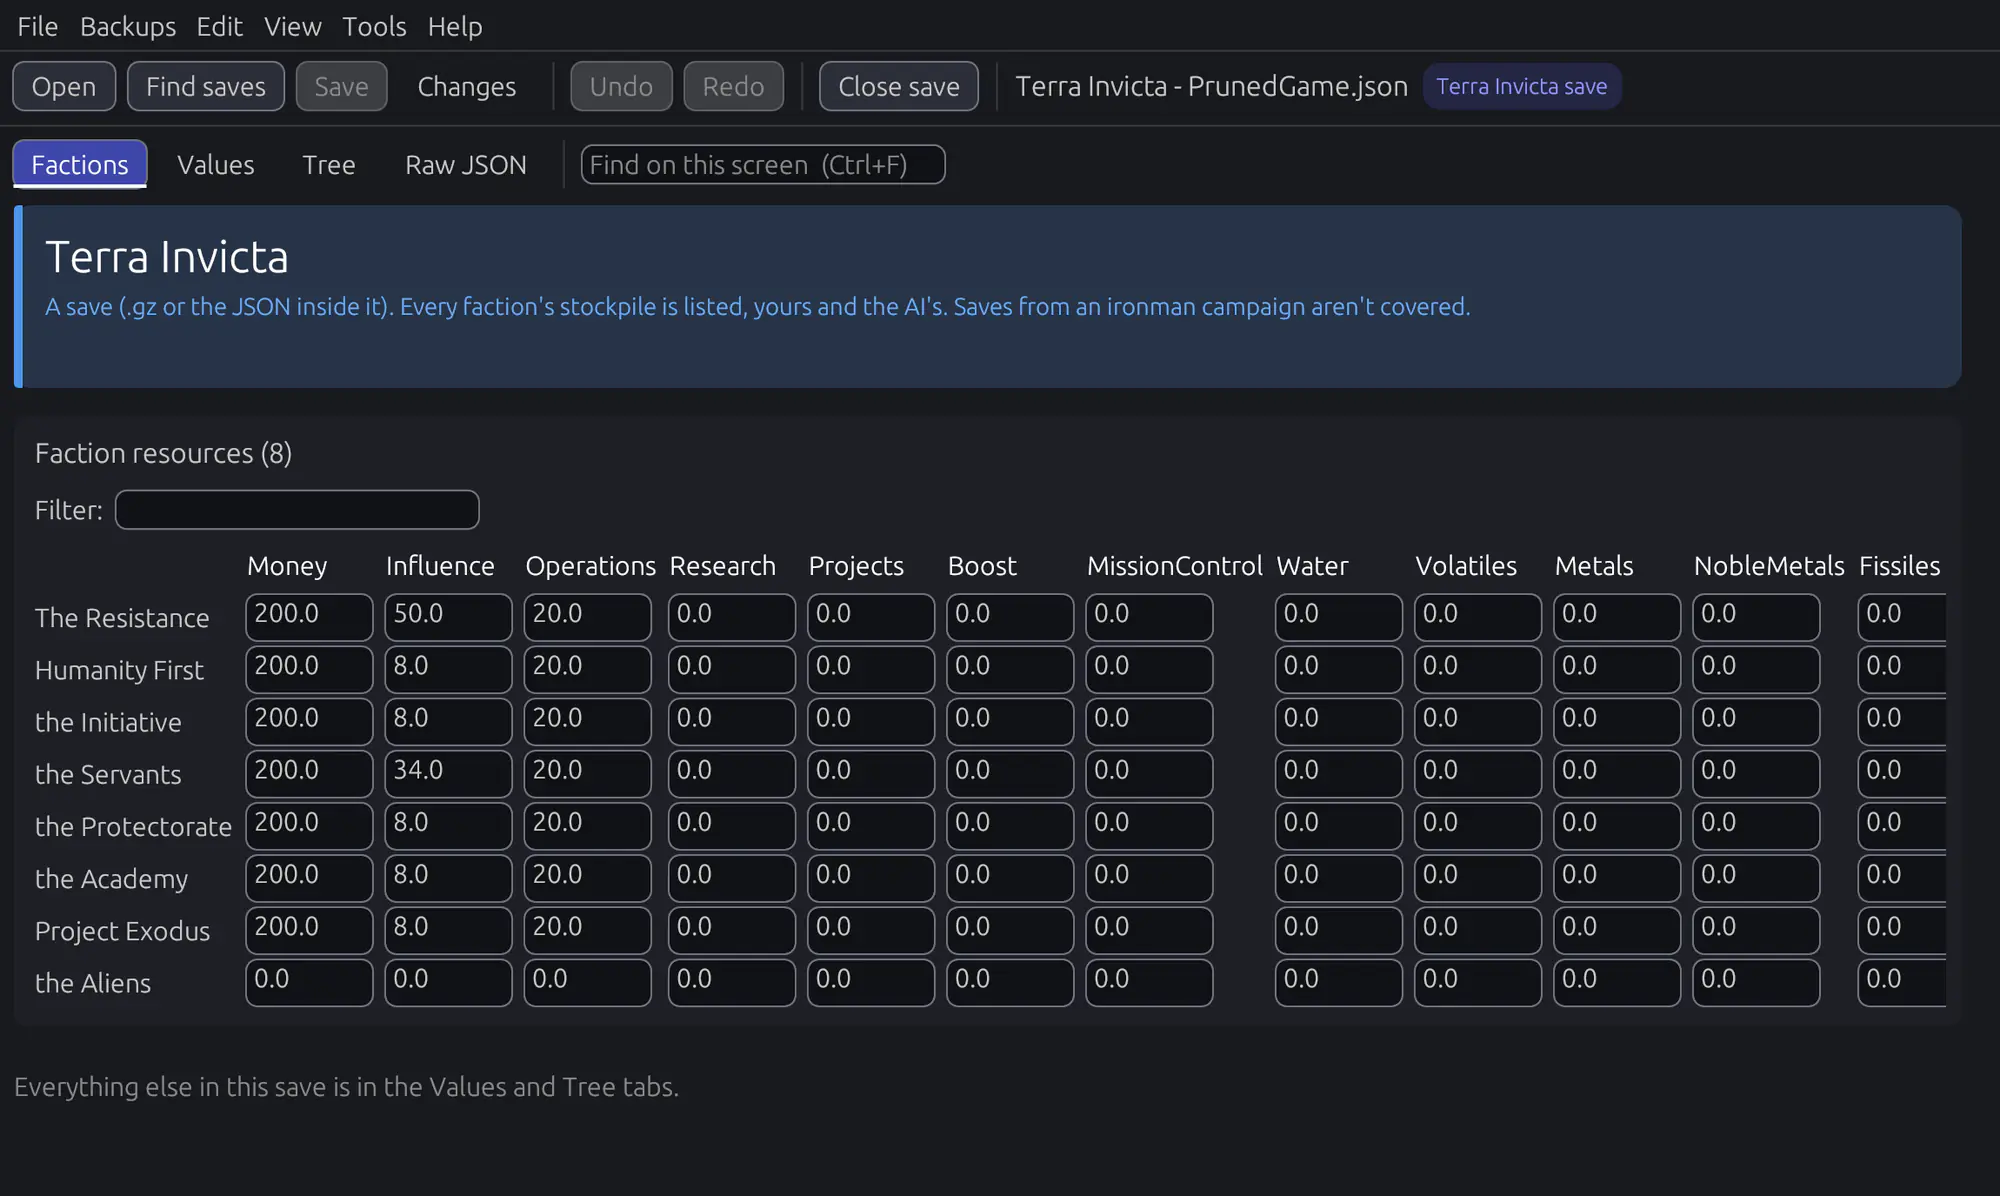 File Backups Edit View Tools Help
Open Find saves Save Changes Undo Redo Close save Terra Invicta - PrunedGame.json Terra Invicta save
Factions Values Tree Raw JSON Find on this screen (Ctrl+F)
Terra Invicta
A save (.gz or the JSON inside it). Every faction's stockpile is listed, yours and the AI's. Saves from an ironman campaign aren't covered.
Faction resources (8)
Filter:
Money Influence Operations Research Projects Boost MissionControl Water Volatiles Metals NobleMetals Fissiles
The Resistance 200.0 50.0 20.0 0.0 0.0 0.0 0.0 0.0 0.0 0.0 0.0 0.0
Humanity First 200.0 8.0 20.0 0.0 0.0 0.0 0.0 0.0 0.0 0.0 0.0 0.0
the Initiative 200.0 8.0 20.0 0.0 0.0 0.0 0.0 0.0 0.0 0.0 0.0 0.0
the Servants 200.0 34.0 20.0 0.0 0.0 0.0 0.0 0.0 0.0 0.0 0.0 0.0
the Protectorate 200.0 8.0 20.0 0.0 0.0 0.0 0.0 0.0 0.0 0.0 0.0 0.0
the Academy 200.0 8.0 20.0 0.0 0.0 0.0 0.0 0.0 0.0 0.0 0.0 0.0
Project Exodus 200.0 8.0 20.0 0.0 0.0 0.0 0.0 0.0 0.0 0.0 0.0 0.0
the Aliens 0.0 0.0 0.0 0.0 0.0 0.0 0.0 0.0 0.0 0.0 0.0 0.0
Everything else in this save is in the Values and Tree tabs.